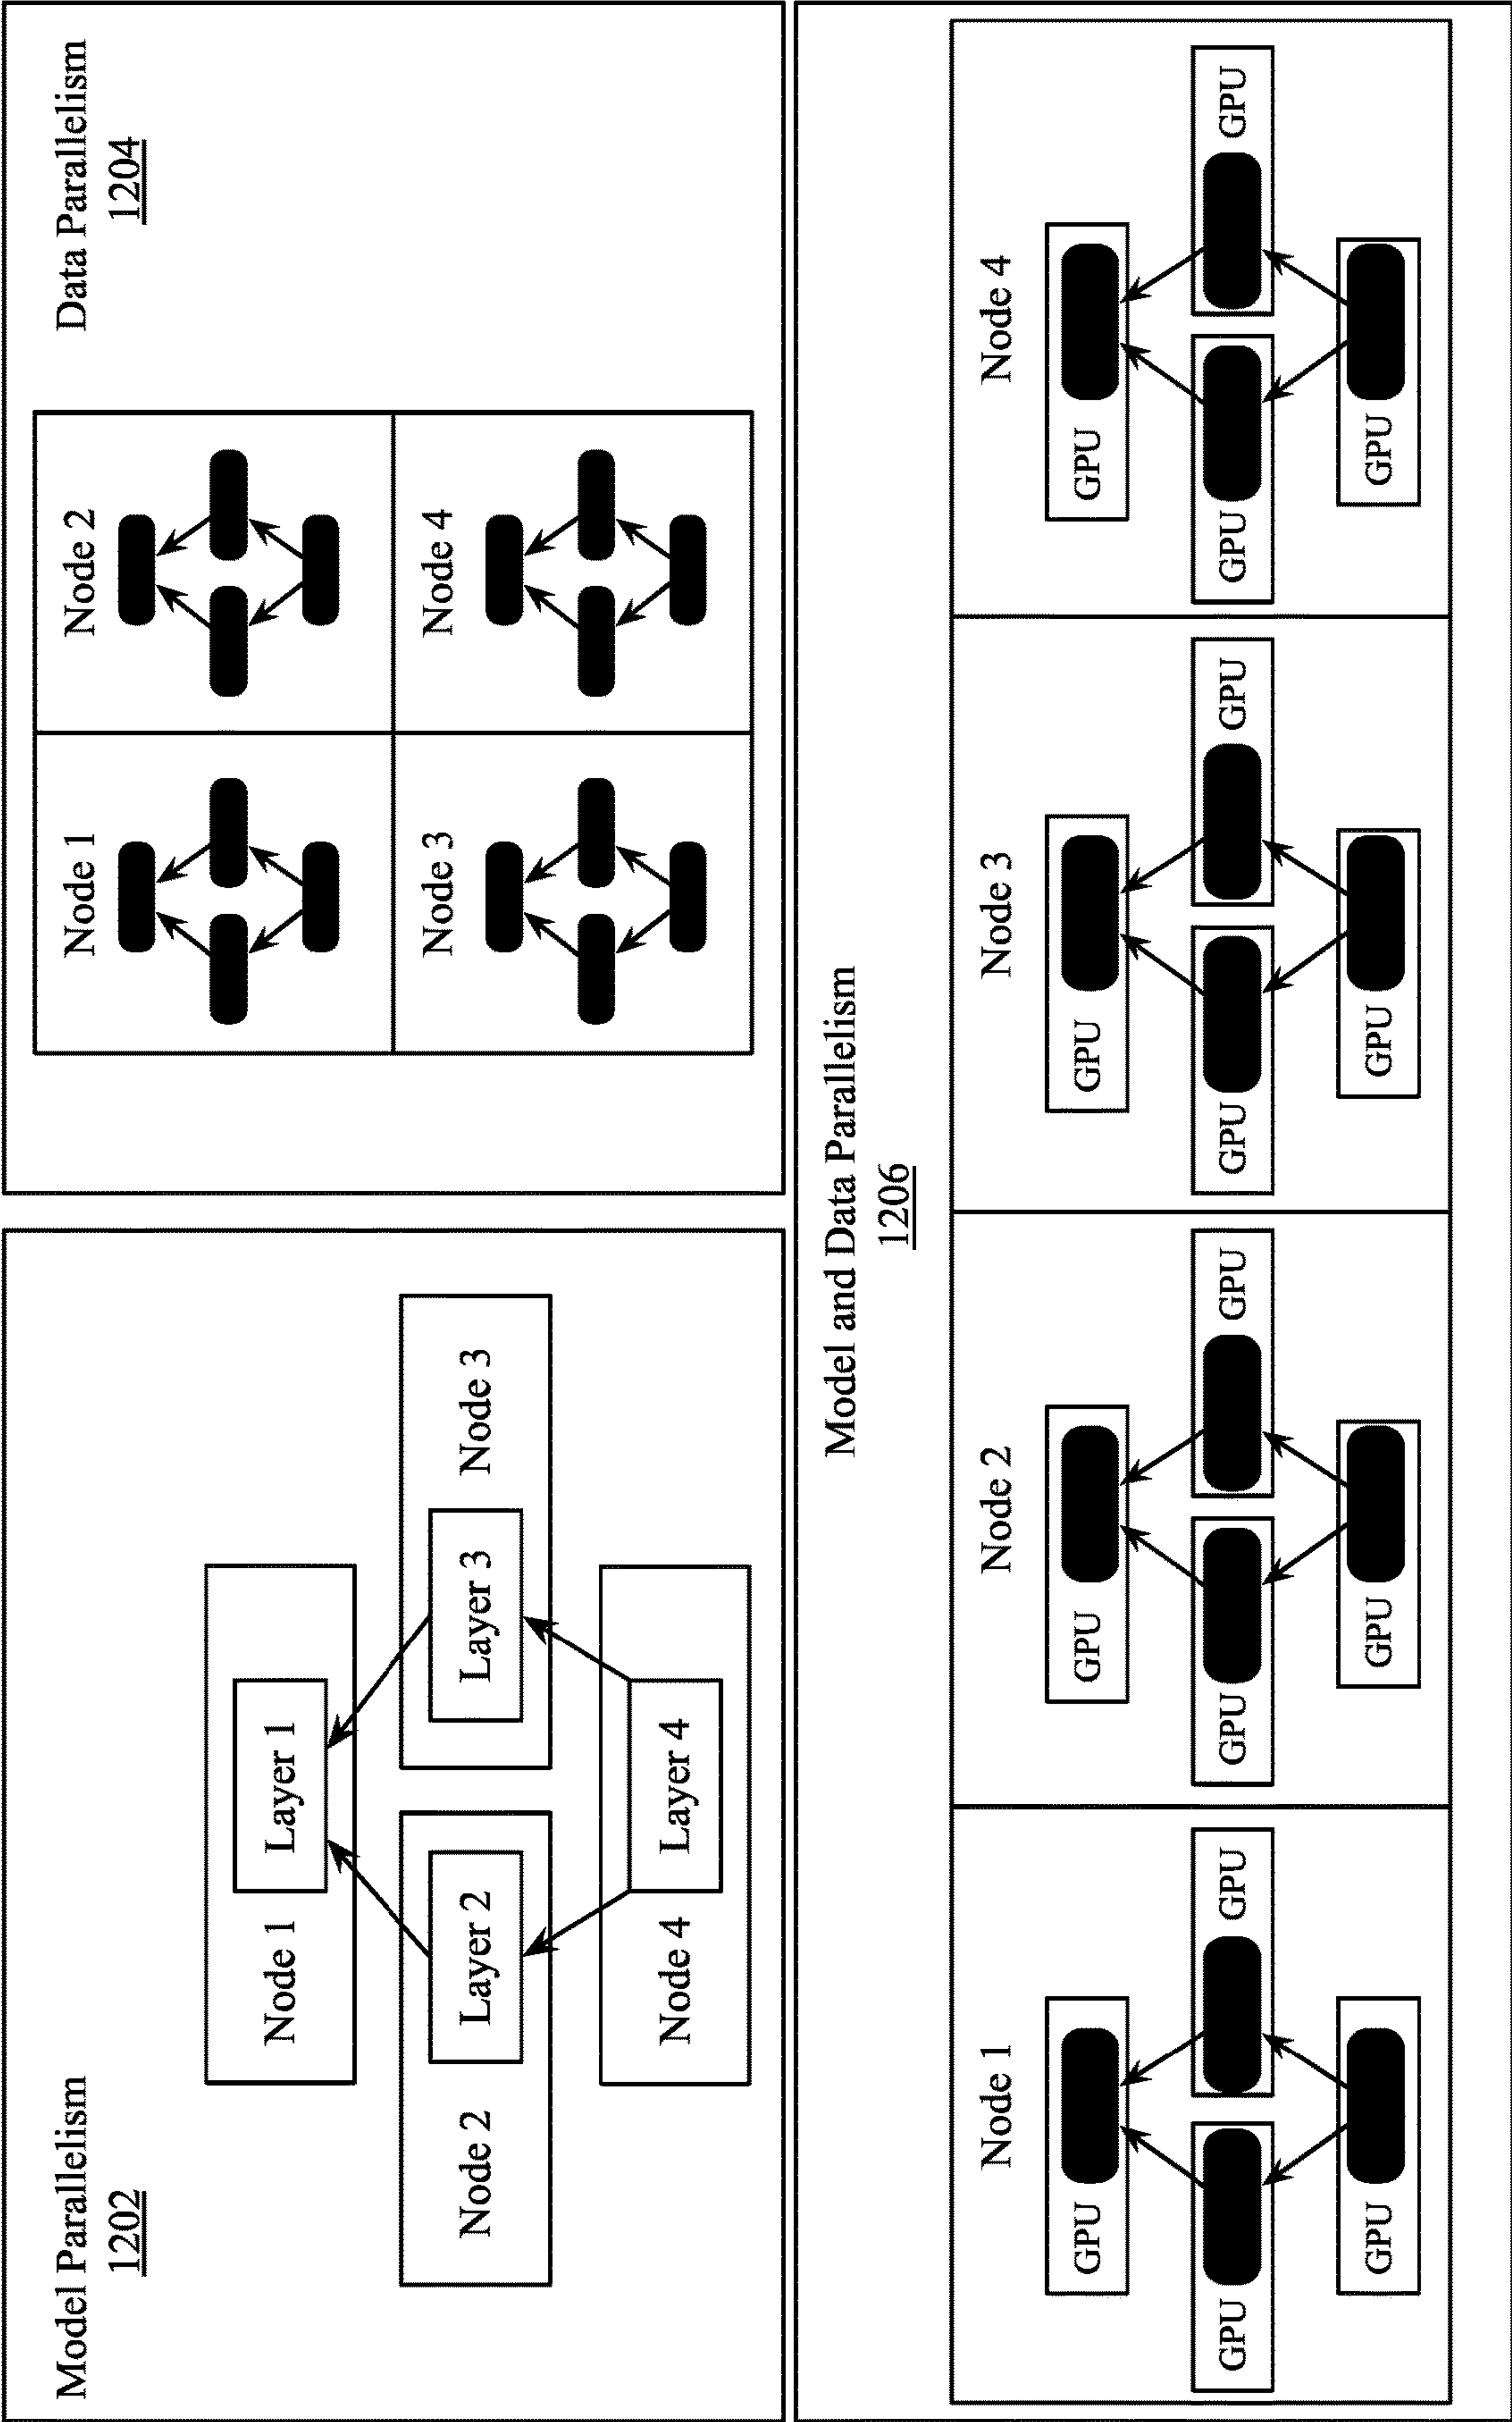 Model Parallelism
1202
Node 1
Layer 1
Node 2
Layer 2
Layer 3
Node 3
Node 4
Layer 4
Data Parallelism
1204
Node 1
Node 2
Node 3
Node 4
Model and Data Parallelism
1206
Node 1
GPU
GPU
GPU
GPU
Node 2
GPU
GPU
GPU
GPU
Node 3
GPU
GPU
GPU
GPU
Node 4
GPU
GPU
GPU
GPU